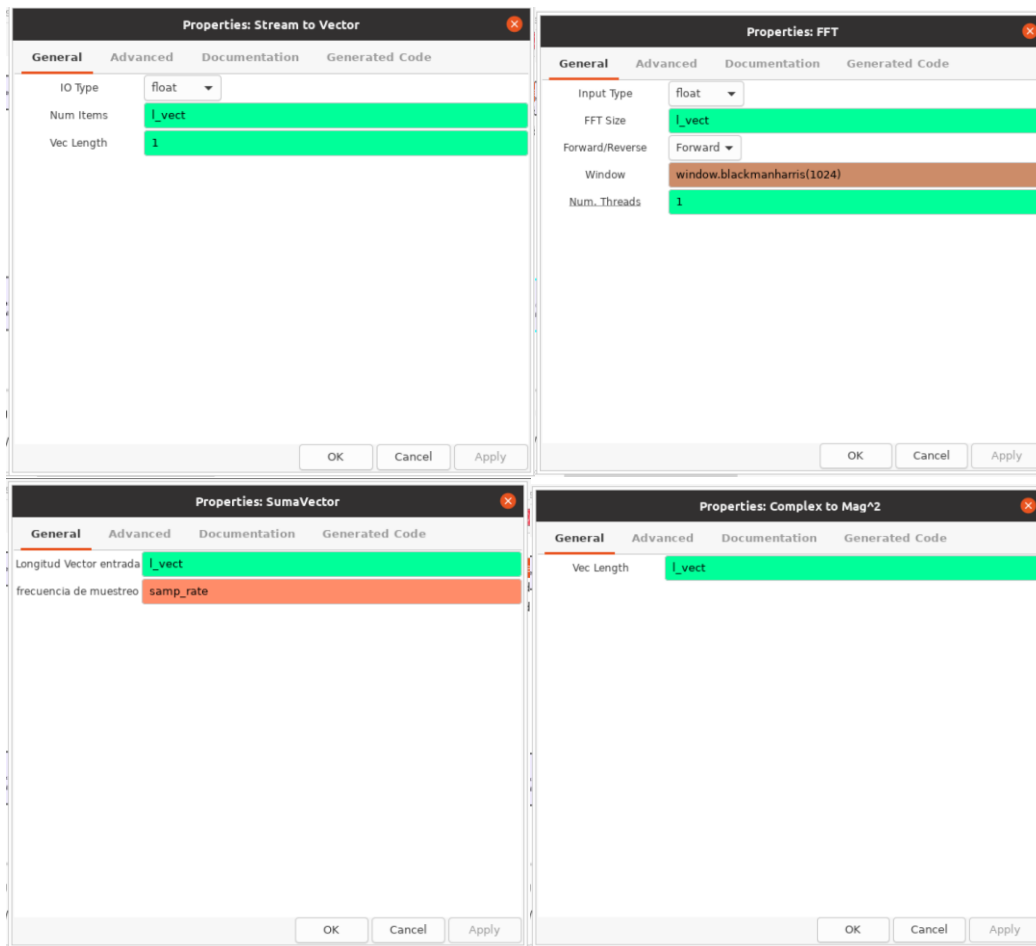 Properties: Stream to Vector
General Advanced Documentation Generated Code
IO Type float
Num Items l_vect
Vec Length 1
OK Cancel Apply
Properties: FFT
General Advanced Documentation Generated Code
Input Type float
FFT Size l_vect
Forward/Reverse Forward
Window window.blackmanharris(1024)
Num. Threads 1
OK Cancel Apply
Properties: SumaVector
General Advanced Documentation Generated Code
Longitud Vector entrada l_vect
frecuencia de muestreo samp_rate
OK Cancel Apply
Properties: Complex to Mag^2
General Advanced Documentation Generated Code
Vec Length l_vect
OK Cancel Apply